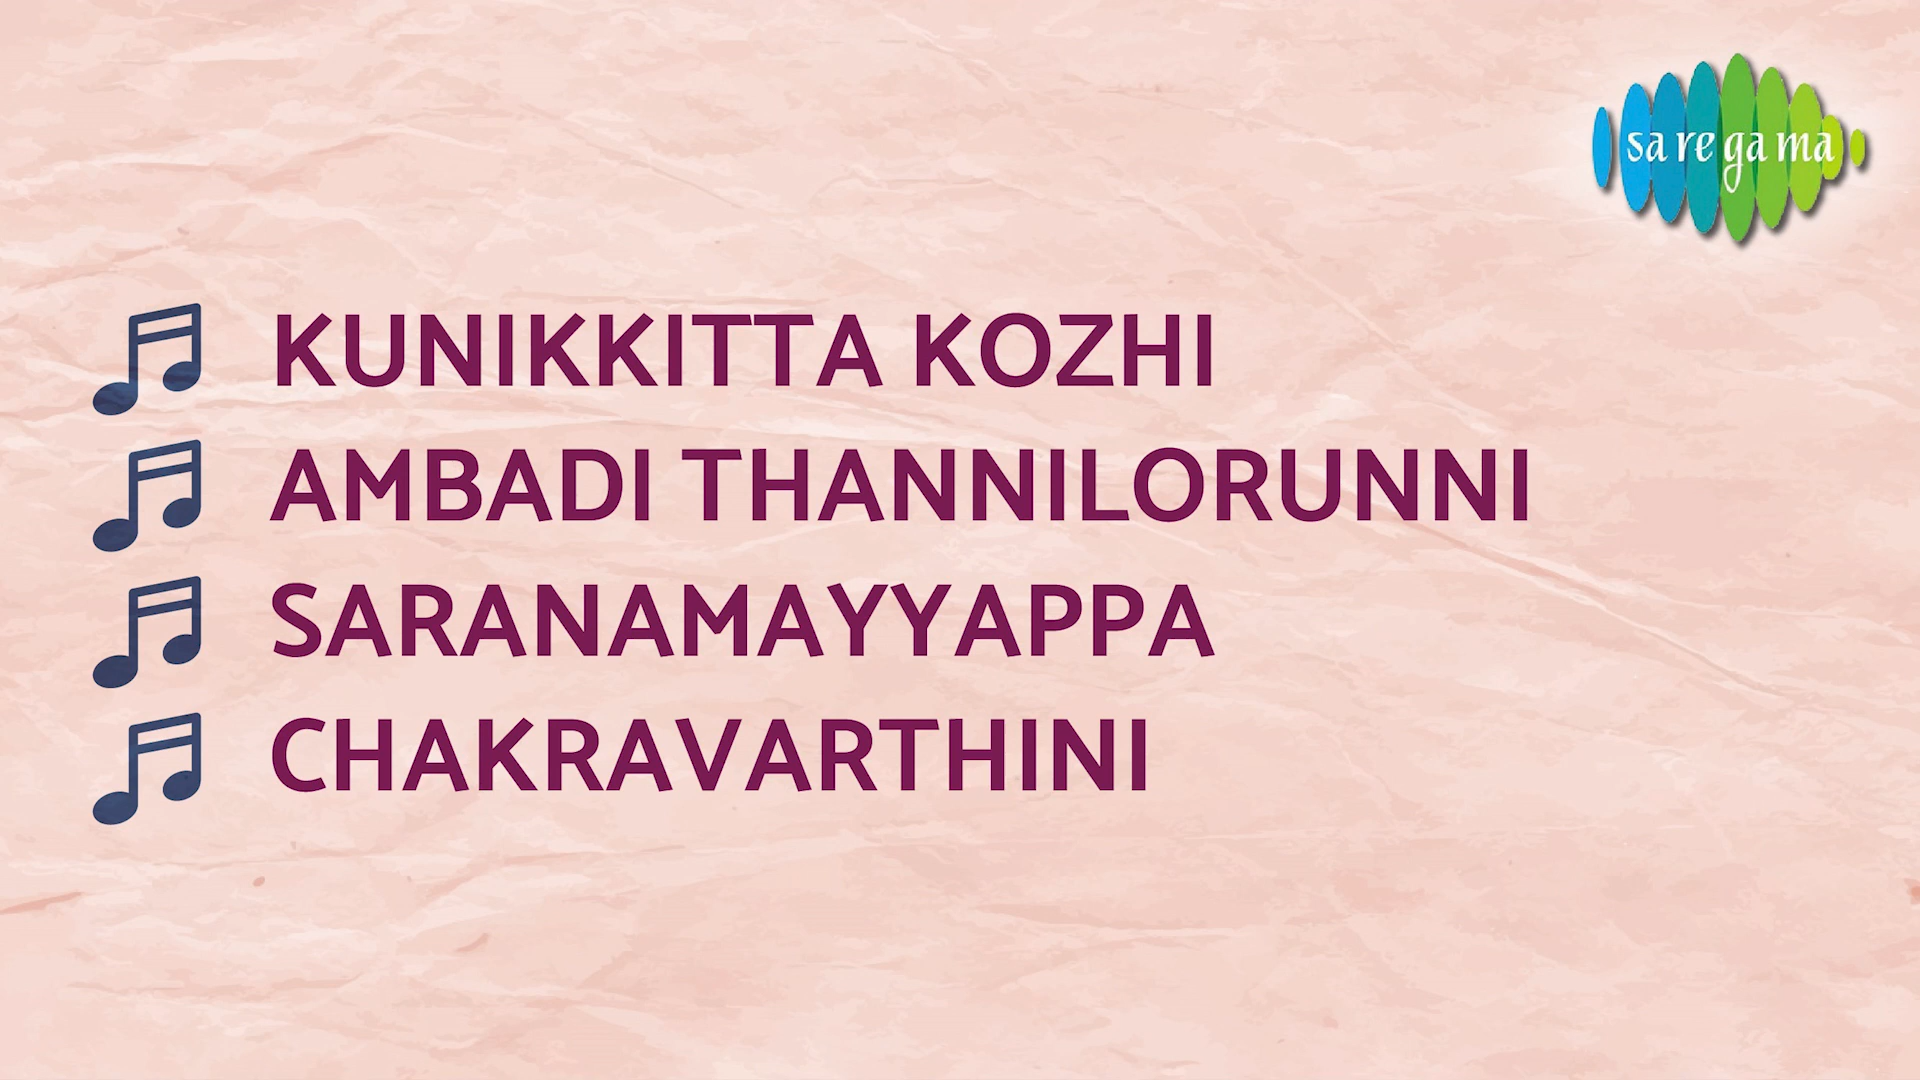 sa re ga ma
KUNIKKITTA KOZHI
AMBADI THANNILORUNNI
SARANAMAYYAPPA
CHAKRAVARTHINI